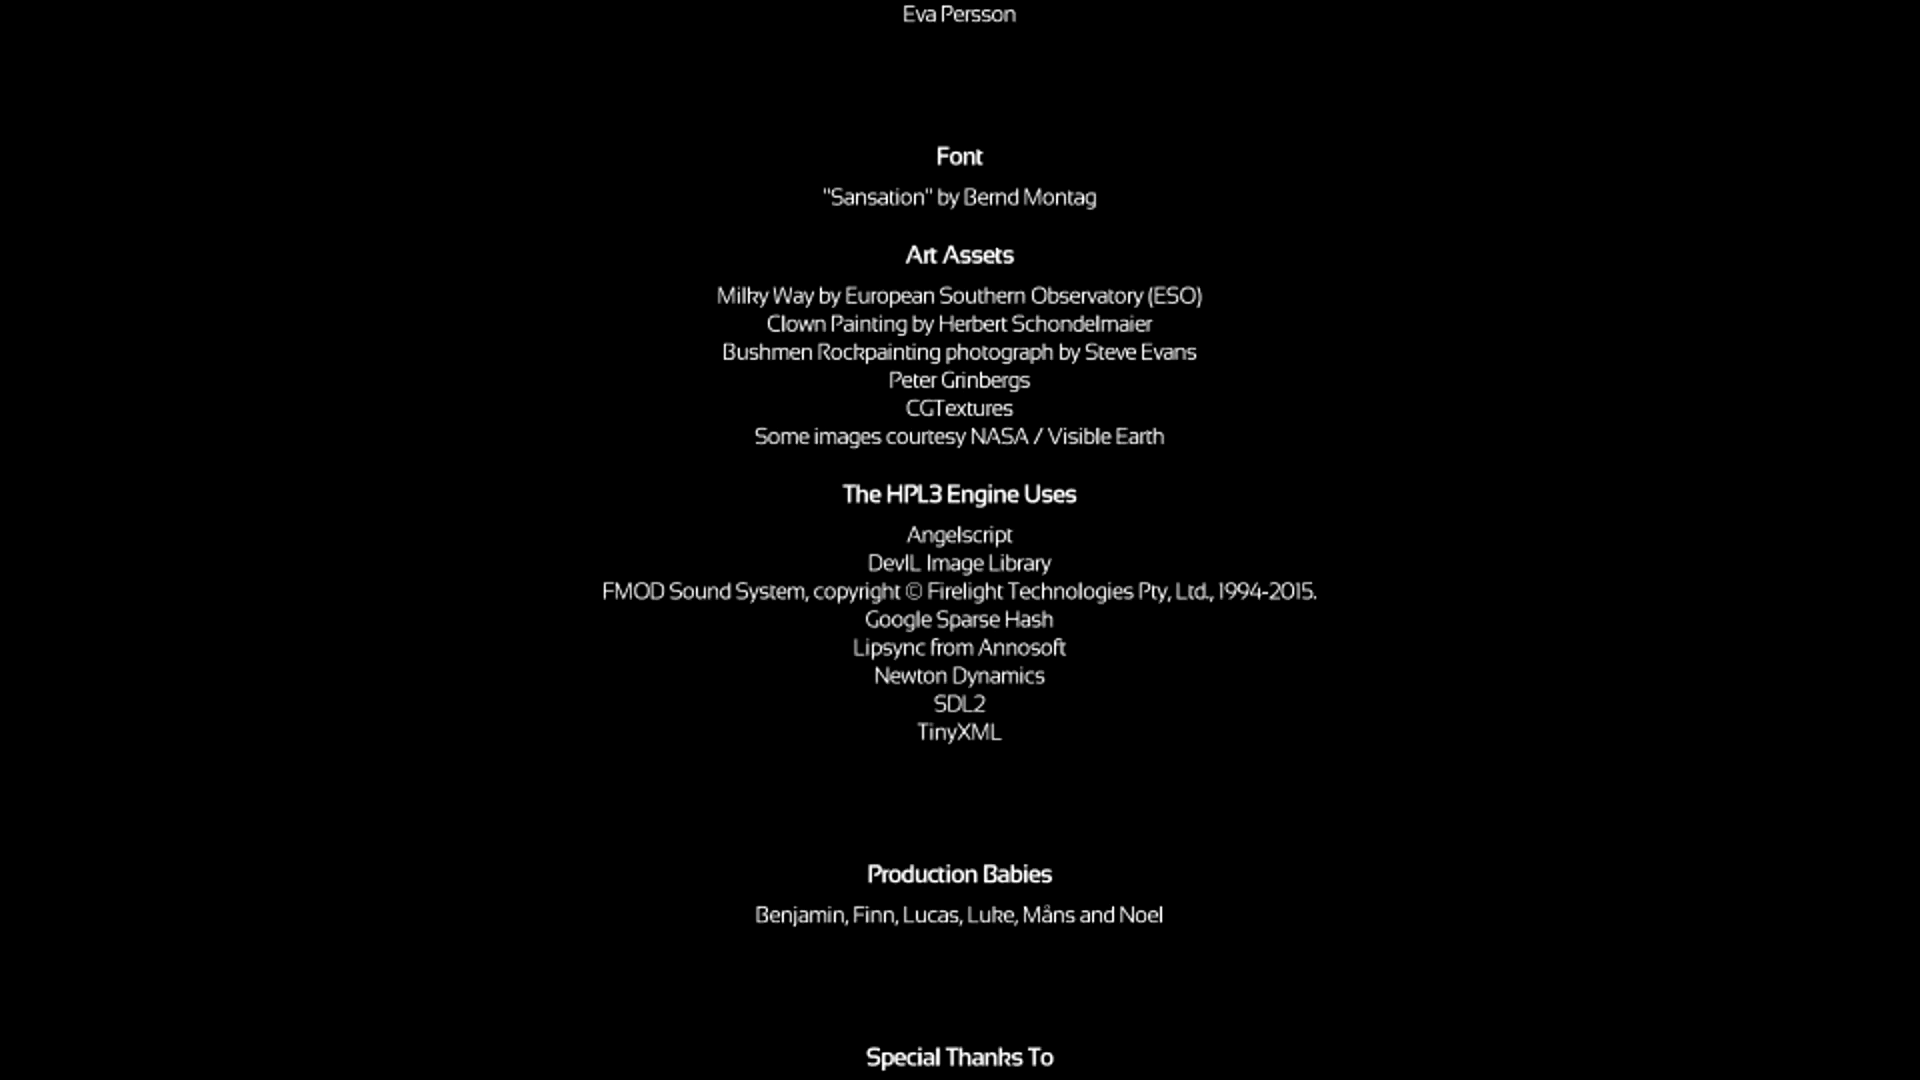 Eva Persson
Font
"Sansation" by Bernd Montag
Art Assets
Milky Way by European Southern Observatory (ESO)
Clown Painting by Herbert Schondelmaier
Bushmen Rockpainting photograph by Steve Evans
Peter Grinbergs
CGTextures
Some images courtesy NASA / Visible Earth
The HPL3 Engine Uses
Angelscript
DevIL Image Library
FMOD Sound System, copyright © Firelight Technologies Pty, Ltd., 1994-2015.
Google Sparse Hash
Lipsync from Annosoft
Newton Dynamics
SDL2
TinyXML
Production Babies
Benjamin, Finn, Lucas, Luke, Måns and Noel
Special Thanks To